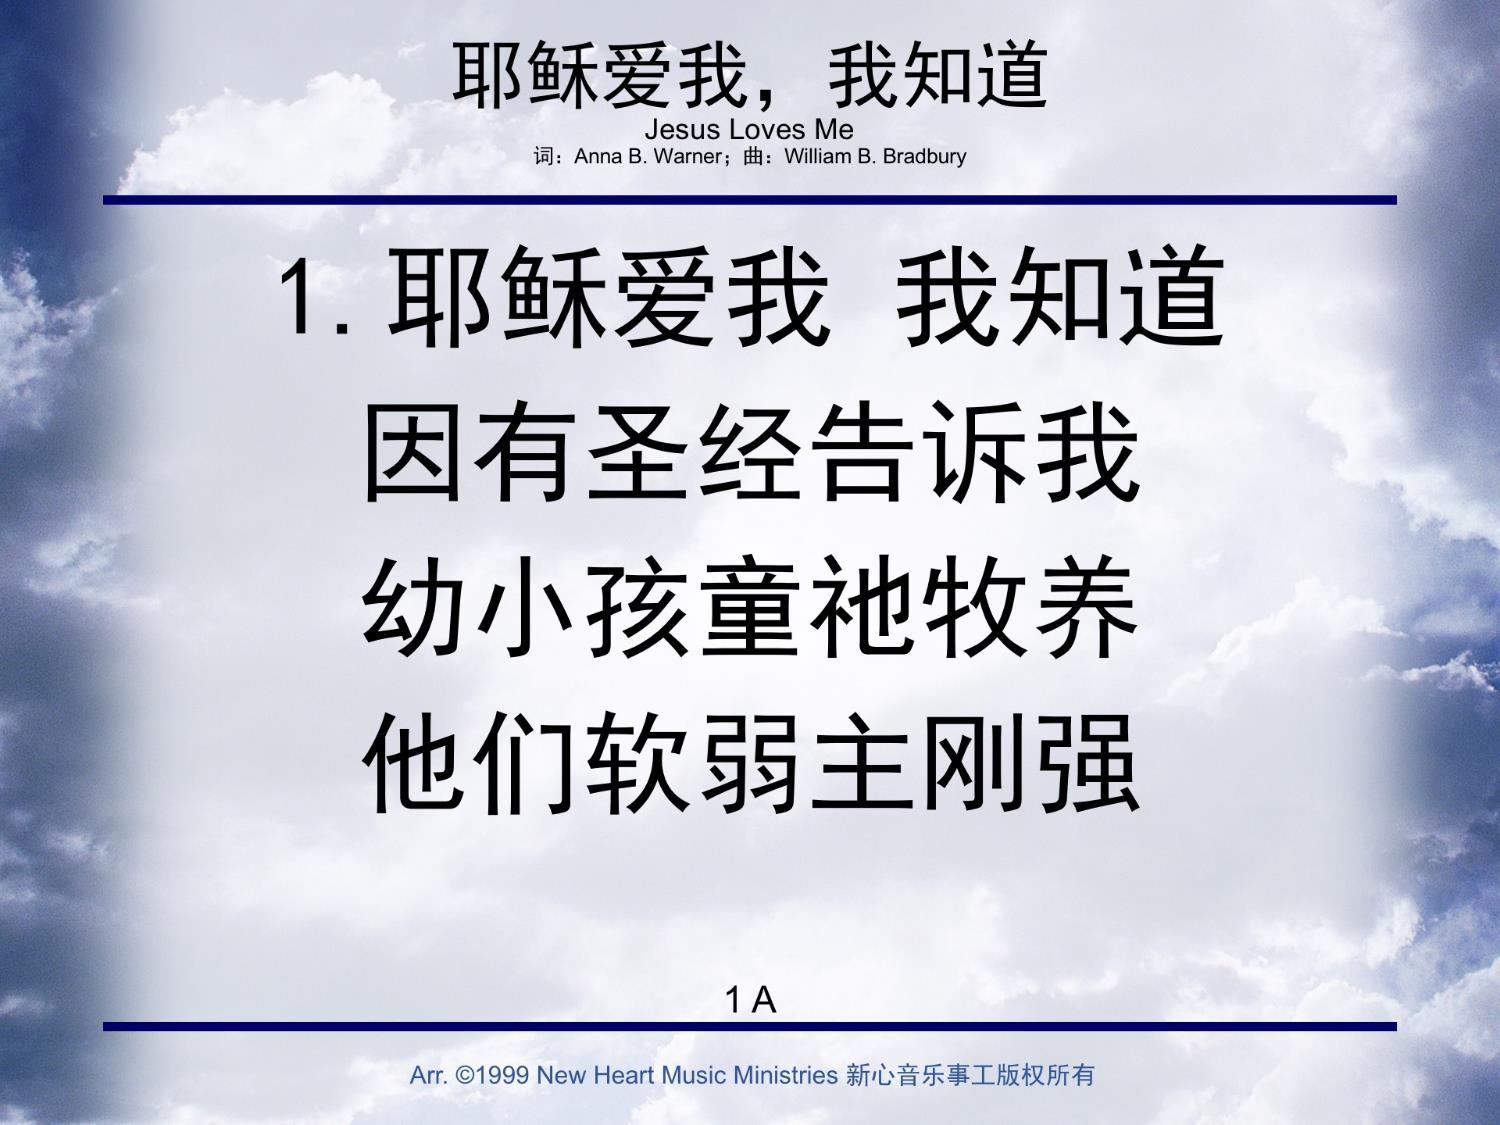 耶稣爱我，我知道
Jesus Loves Me
词：Anna B. Warner；曲：William B. Bradbury
1.耶稣爱我 我知道
因有圣经告诉我
幼小孩童祂牧养
他们软弱主刚强
1 A
Arr. ©1999 New Heart Music Ministries 新心音乐事工版权所有